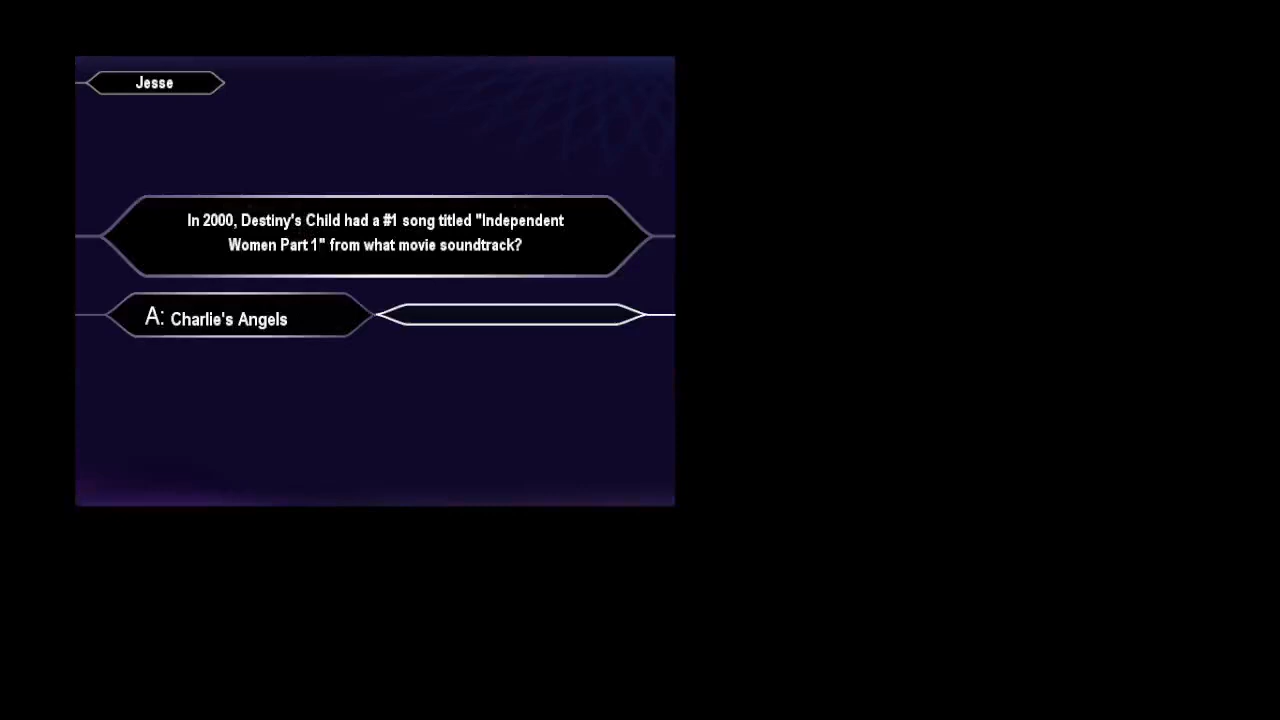 Jesse
In 2000, Destiny's Child had a #1 song titled "Independent
Women Part 1" from what movie soundtrack?
A: Charlie's Angels